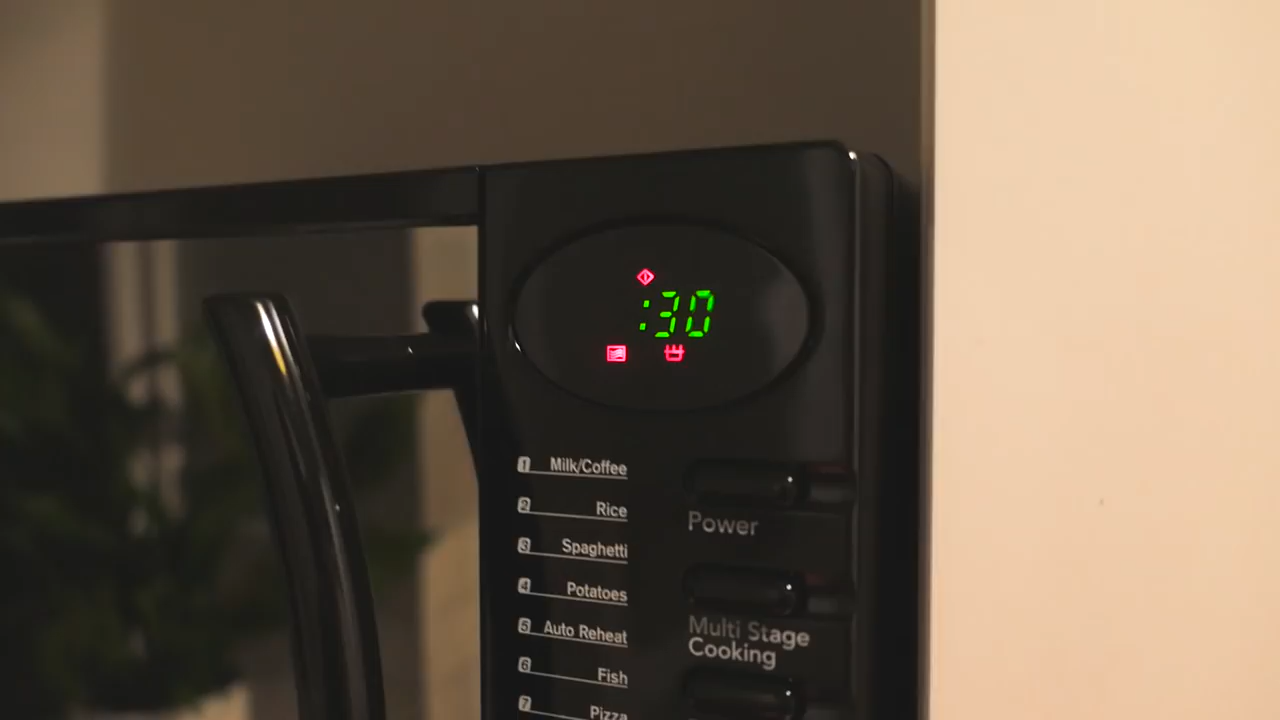 :30
1 Milk/Coffee
2 Rice
3 Spaghetti
4 Potatoes
5 Auto Reheat
6 Fish
7 Pizza
Power
Multi Stage
Cooking